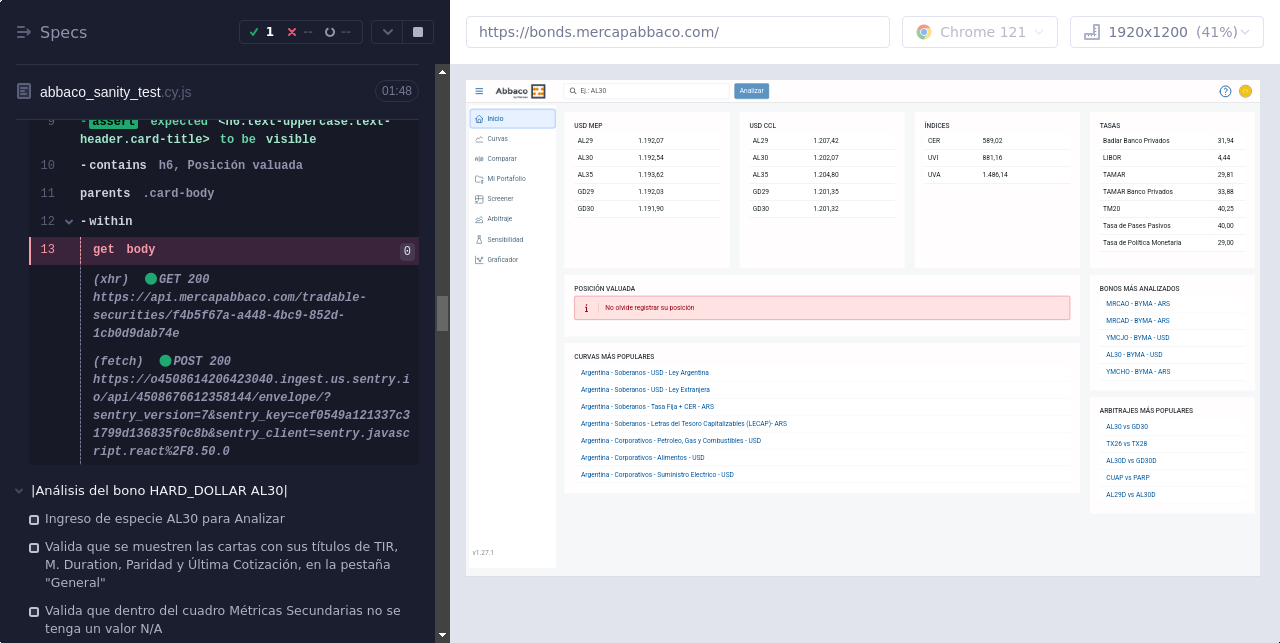 Specs
1
--
--
abbaco_sanity_test.cy.js
01:48
9 -assert expected <h6.text-uppercase.text-
header.card-title> to be visible
10 -contains h6, Posición valuada
11 parents .card-body
12 -within
13 get body 0
(xhr) GET 200
https://api.mercapabbaco.com/tradable-
securities/f4b5f67a-a448-4bc9-852d-
1cb0d9dab74e
(fetch) POST 200
https://o4508614206423040.ingest.us.sentry.i
o/api/4508676612358144/envelope/?
sentry_version=7&sentry_key=cef0549a121337c3
1799d136835f0c8b&sentry_client=sentry.javasc
ript.react%2F8.50.0
|Análisis del bono HARD_DOLLAR AL30|
Ingreso de especie AL30 para Analizar
Valida que se muestren las cartas con sus títulos de TIR,
M. Duration, Paridad y Última Cotización, en la pestaña
"General"
Valida que dentro del cuadro Métricas Secundarias no se
tenga un valor N/A
https://bonds.mercapabbaco.com/
Chrome 121
1920x1200 (41%)
Abbaco
Ej.: AL30
Analizar
Inicio
Curvas
Comparar
Mi Portafolio
Screener
Arbitraje
Sensibilidad
Graficador
v1.27.1
USD MEP
AL29 1.192,07
AL30 1.192,54
AL35 1.193,62
GD29 1.192,03
GD30 1.191,90
USD CCL
AL29 1.207,42
AL30 1.202,07
AL35 1.204,80
GD29 1.201,35
GD30 1.201,32
ÍNDICES
CER 589,02
UVI 881,16
UVA 1.486,14
TASAS
Badlar Banco Privados 31,94
LIBOR 4,44
TAMAR 29,81
TAMAR Banco Privados 33,88
TM20 40,25
Tasa de Pases Pasivos 40,00
Tasa de Política Monetaria 29,00
POSICIÓN VALUADA
No olvide registrar su posición
CURVAS MÁS POPULARES
Argentina - Soberanos - USD - Ley Argentina
Argentina - Soberanos - USD - Ley Extranjera
Argentina - Soberanos - Tasa Fija + CER - ARS
Argentina - Soberanos - Letras del Tesoro Capitalizables (LECAP)- ARS
Argentina - Corporativos - Petroleo, Gas y Combustibles - USD
Argentina - Corporativos - Alimentos - USD
Argentina - Corporativos - Suministro Electrico - USD
BONOS MÁS ANALIZADOS
MRCAO - BYMA - ARS
MRCAD - BYMA - ARS
YMCJO - BYMA - USD
AL30 - BYMA - USD
YMCHO - BYMA - ARS
ARBITRAJES MÁS POPULARES
AL30 vs GD30
TX26 vs TX28
AL30D vs GD30D
CUAP vs PARP
AL29D vs AL30D